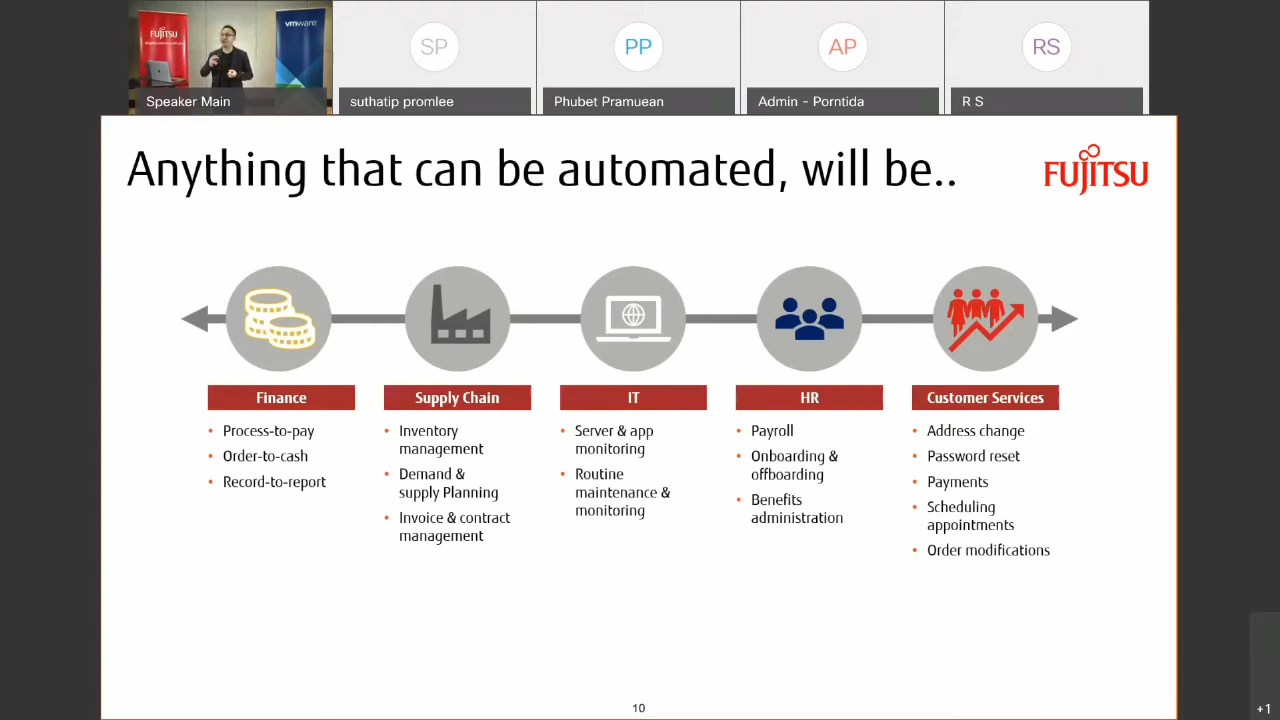 FUJITSU
vmware
SP
PP
AP
RS
Speaker Main
suthatip promlee
Phubet Pramuean
Admin - Porntida
R S
Anything that can be automated, will be..
FUJITSU
Finance
Process-to-pay
Order-to-cash
Record-to-report
Supply Chain
Inventory
management
Demand &
supply Planning
Invoice & contract
management
IT
Server & app
monitoring
Routine
maintenance &
monitoring
HR
Payroll
Onboarding &
offboarding
Benefits
administration
Customer Services
Address change
Password reset
Payments
Scheduling
appointments
Order modifications
10
+1